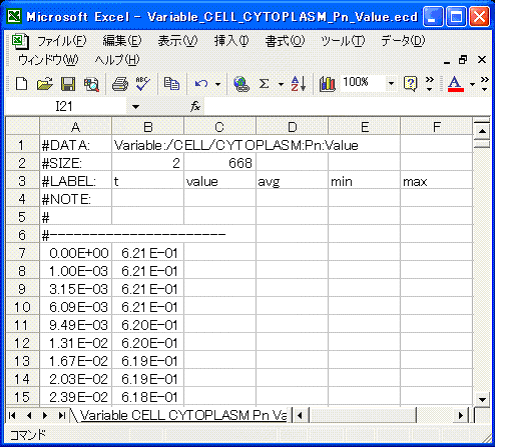 Microsoft Excel - Variable_CELL_CYTOPLASM_Pn_Value.ecd
ファイル(F) 編集(E) 表示(V) 挿入(I) 書式(O) ツール(T) データ(D)
ウィンドウ(W) ヘルプ(H)
100%
I21 fx
A B C D E F
1 #DATA: Variable:/CELL/CYTOPLASM:Pn:Value
2 #SIZE: 2 668
3 #LABEL: t value avg min max
4 #NOTE:
5 #
6 #----------------------
7 0.00E+00 6.21E-01
8 1.00E-03 6.21E-01
9 3.15E-03 6.21E-01
10 6.09E-03 6.21E-01
11 9.49E-03 6.20E-01
12 1.31E-02 6.20E-01
13 1.67E-02 6.19E-01
14 2.03E-02 6.19E-01
15 2.39E-02 6.18E-01
Variable CELL CYTOPLASM Pn Va
コマンド